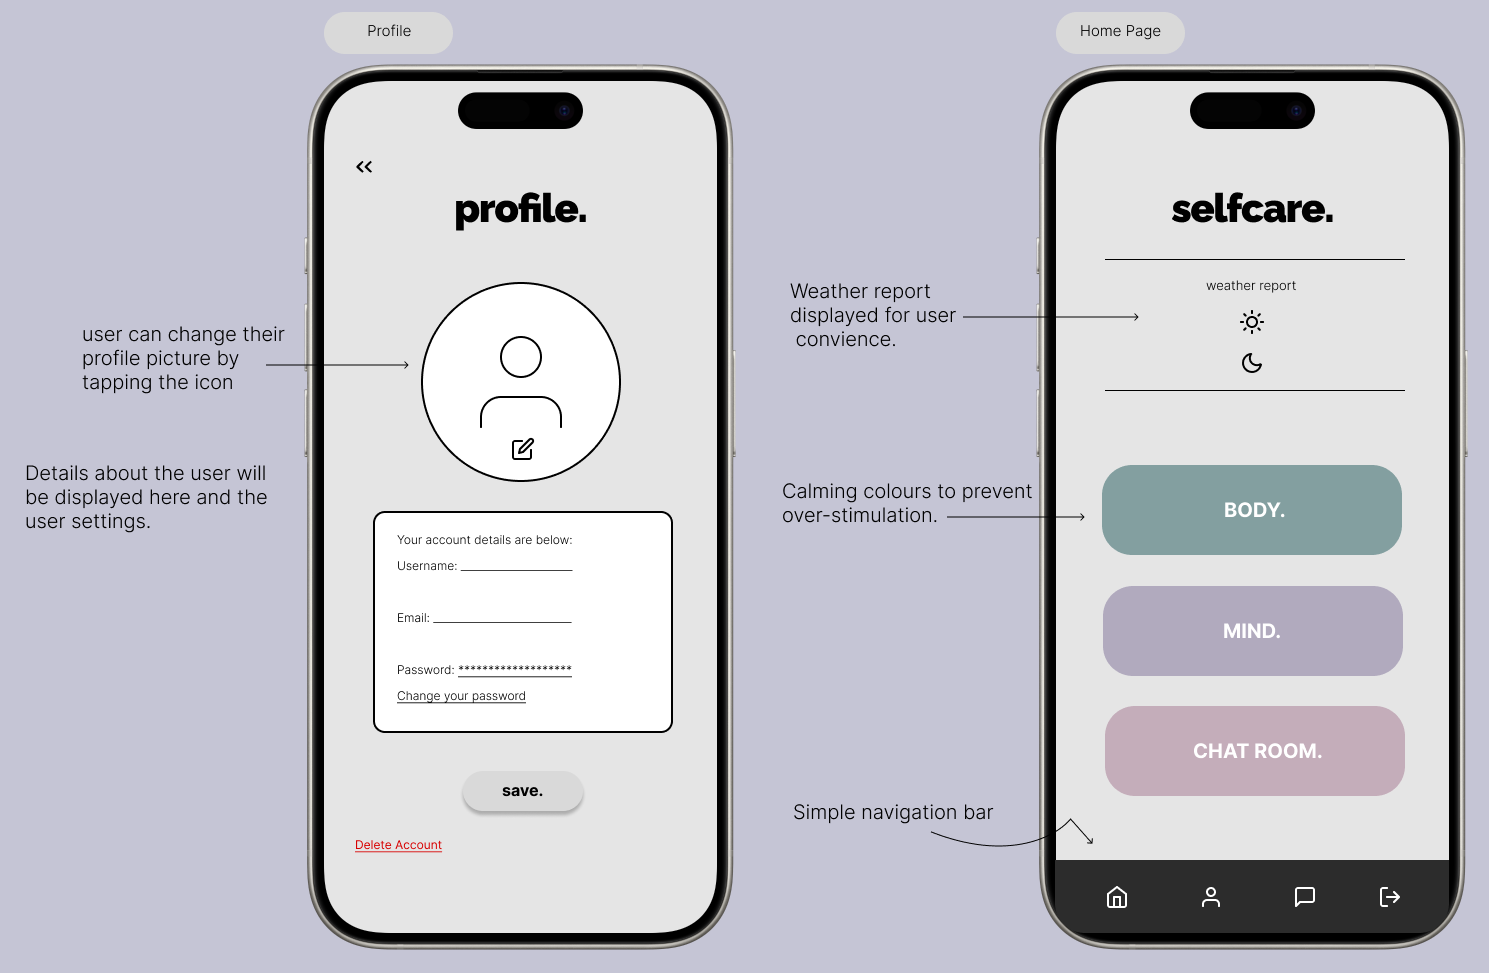 Profile
profile.
user can change their
profile picture by
tapping the icon
Details about the user will
be displayed here and the
user settings.
Your account details are below:
Username: ________________
Email: ____________________
Password: *******************
Change your password
save.
Delete Account
Home Page
selfcare.
weather report
Weather report
displayed for user
convience.
Calming colours to prevent
over-stimulation.
BODY.
MIND.
CHAT ROOM.
Simple navigation bar